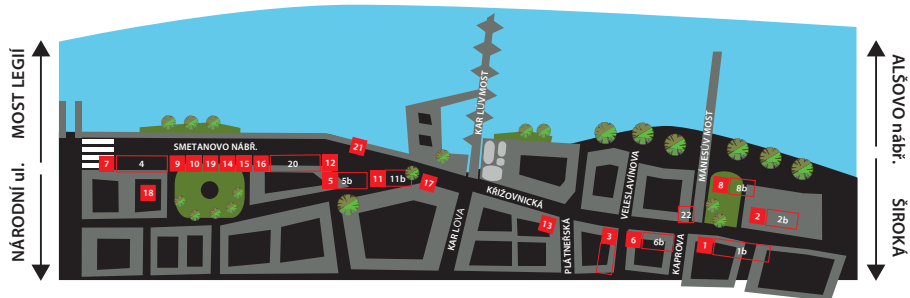 MOST LEGIÍ
NÁRODNÍ ul.
SMETANOVO NÁBŘ.
7
4
9
10
19
14
15
16
20
12
21
18
5
5b
11
11b
17
KARLŮV MOST
KARLOVA
KŘIŽOVNICKÁ
13
PLÁTNÉŘSKÁ
3
VELESLAVÍNOVA
6
6b
22
KAPROVA
MÁNESŮV MOST
8
8b
2
2b
1
1b
ALŠOVO nábř.
ŠIROKÁ